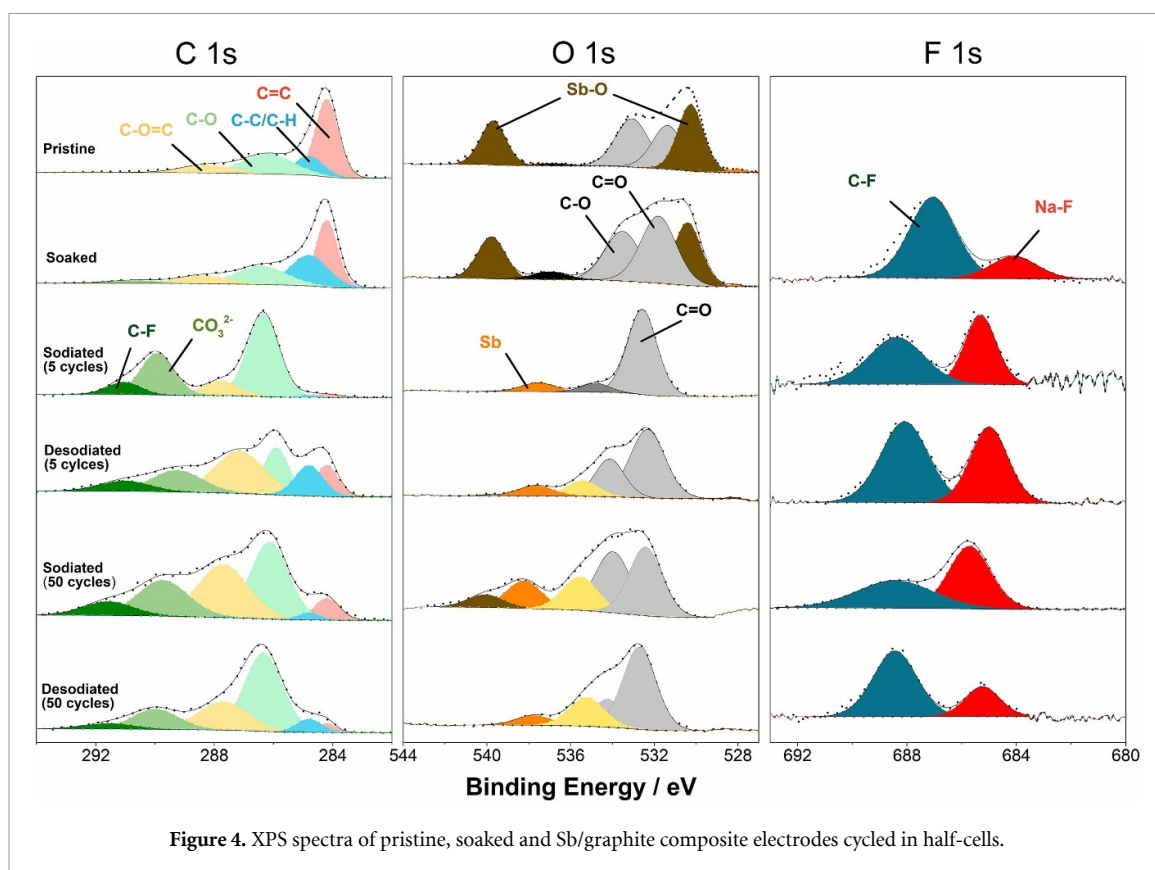 C 1s
O 1s
F 1s
Pristine
C-O=C
C-O
C-C/C-H
C=C
Sb-O
Soaked
C-O
C=O
C-F
Na-F
Sodiated
(5 cycles)
C-F
CO₃²⁻
Sb
C=O
Desodiated
(5 cylces)
Sodiated
(50 cycles)
Desodiated
(50 cycles)
292
288
284
544
540
536
532
528
692
688
684
680
Binding Energy / eV
Figure 4. XPS spectra of pristine, soaked and Sb/graphite composite electrodes cycled in half-cells.